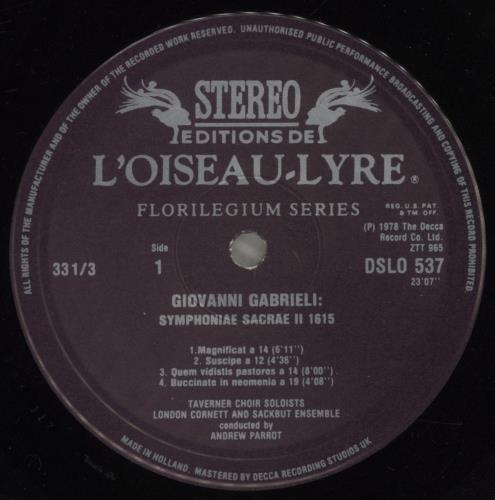 ALL RIGHTS OF THE MANUFACTURER AND OF THE OWNER OF THE RECORDED WORK RESERVED. UNAUTHORISED PUBLIC PERFORMANCE BROADCASTING AND COPYING OF THIS RECORD PROHIBITED.
STEREO
EDITIONS DE
L'OISEAU-LYRE®
FLORILEGIUM SERIES
REG. U.S. PAT.
& TM. OFF.
(P) 1978 The Decca
Record Co. Ltd.
ZTT 965
Side
331/3 1 DSLO 537
23'07''
GIOVANNI GABRIELI:
SYMPHONIAE SACRAE II 1615
1.Magnificat a 14 (6'11'')
2. Suscipe a 12 (4'36'')
3. Quem vidistis pastores a 14 (8'00'')
4. Buccinate in neomenia a 19 (4'08'')
TAVERNER CHOIR SOLOISTS
LONDON CORNETT AND SACKBUT ENSEMBLE
conducted by
ANDREW PARROT
MADE IN HOLLAND. MASTERED BY DECCA RECORDING STUDIOS UK